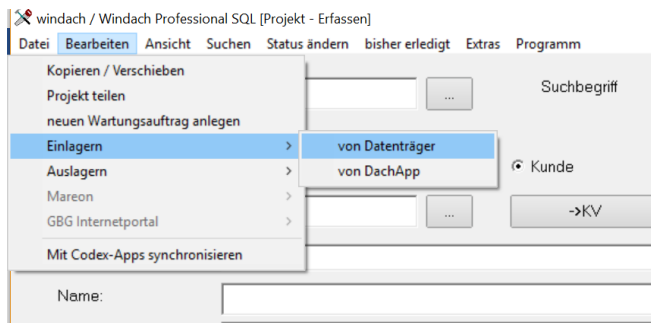 windach / Windach Professional SQL [Projekt - Erfassen]
Datei Bearbeiten Ansicht Suchen Status ändern bisher erledigt Extras Programm
Kopieren / Verschieben
Projekt teilen
neuen Wartungsauftrag anlegen
Einlagern >
Auslagern >
Mareon >
GBG Internetportal >
Mit Codex-Apps synchronisieren
von Datenträger
von DachApp
...
Suchbegriff
Kunde
...
->KV
Name: